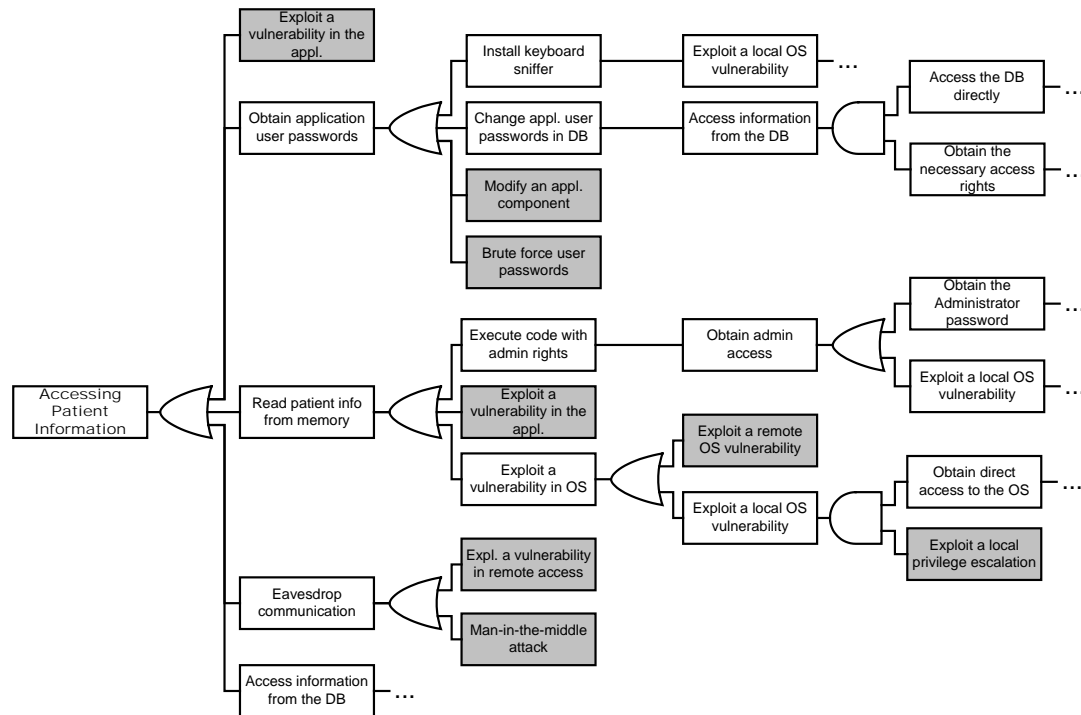 Exploit a
vulnerability in the
appl.
Install keyboard
sniffer
Exploit a local OS
vulnerability
...
Access the DB
directly
...
Obtain application
user passwords
Change appl. user
passwords in DB
Access information
from the DB
Obtain the
necessary access
rights
...
Modify an appl.
component
Brute force user
passwords
Obtain the
Administrator
password
...
Execute code with
admin rights
Obtain admin
access
Exploit a local OS
vulnerability
...
Accessing
Patient
Information
Read patient info
from memory
Exploit a
vulnerability in the
appl.
Exploit a remote
OS vulnerability
Exploit a
vulnerability in OS
Exploit a local OS
vulnerability
Obtain direct
access to the OS
...
Exploit a local
privilege escalation
Expl. a vulnerability
in remote access
Eavesdrop
communication
Man-in-the-middle
attack
Access information
from the DB
...